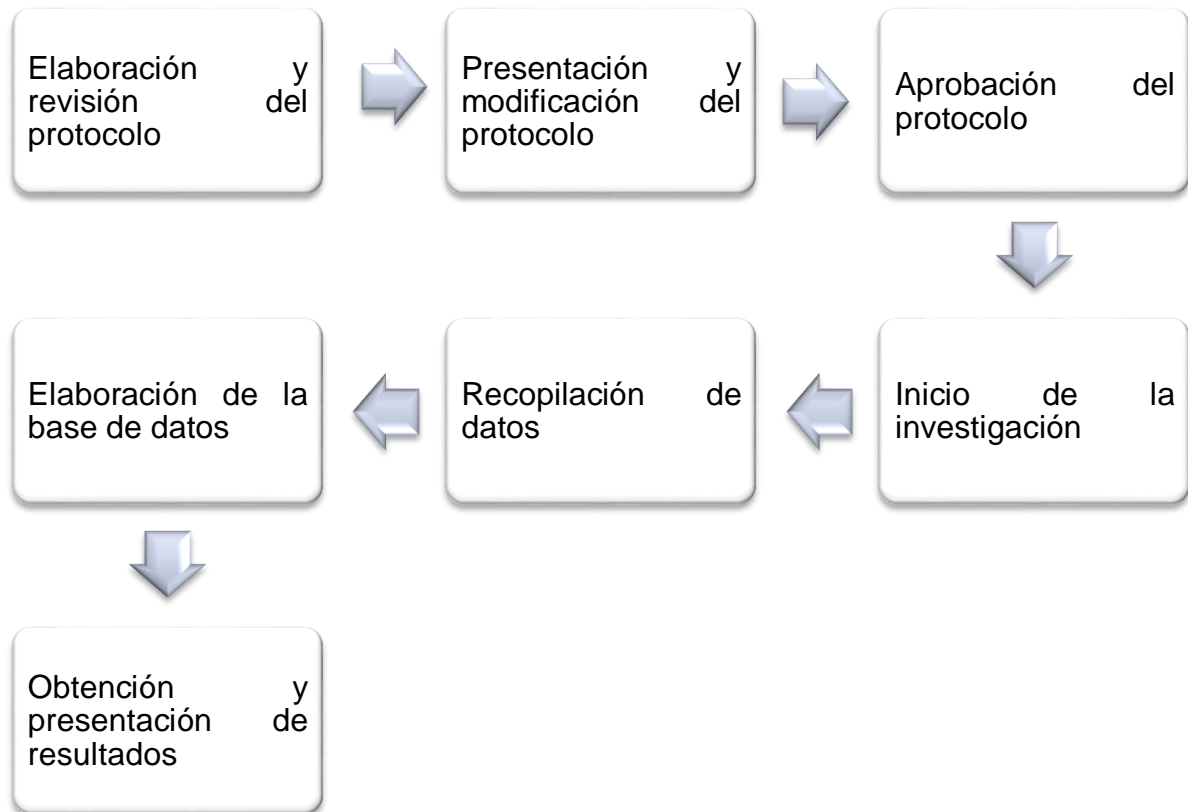 Elaboración y
revisión del
protocolo
Presentación y
modificación del
protocolo
Aprobación del
protocolo
Inicio de la
investigación
Recopilación de
datos
Elaboración de la
base de datos
Obtención y
presentación de
resultados